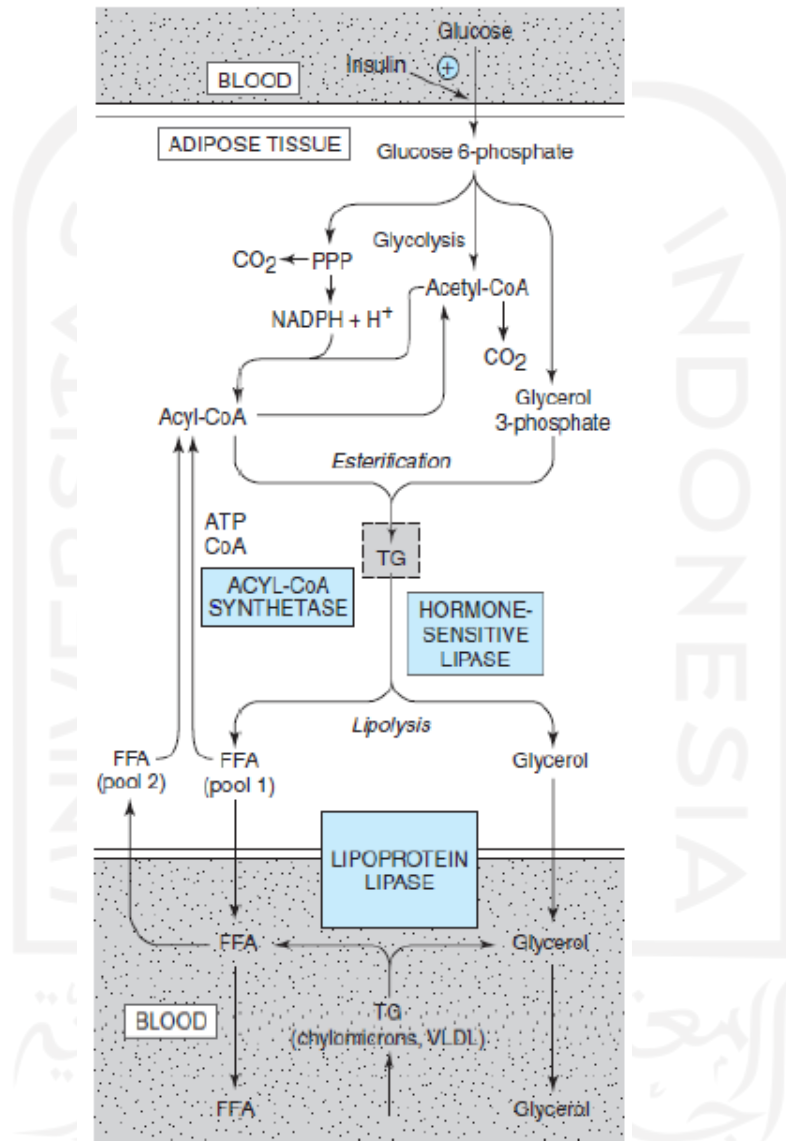 Glucose
Insulin
+
BLOOD
ADIPOSE TISSUE
Glucose 6-phosphate
Glycolysis
CO2
PPP
Acetyl-CoA
NADPH + H+
CO2
Glycerol
3-phosphate
Acyl-CoA
Esterification
ATP
CoA
TG
ACYL-CoA
SYNTHETASE
HORMONE-
SENSITIVE
LIPASE
Lipolysis
FFA
(pool 2)
FFA
(pool 1)
Glycerol
LIPOPROTEIN
LIPASE
FFA
Glycerol
BLOOD
TG
(chylomicrons, VLDL)
FFA
Glycerol
INDONESIA